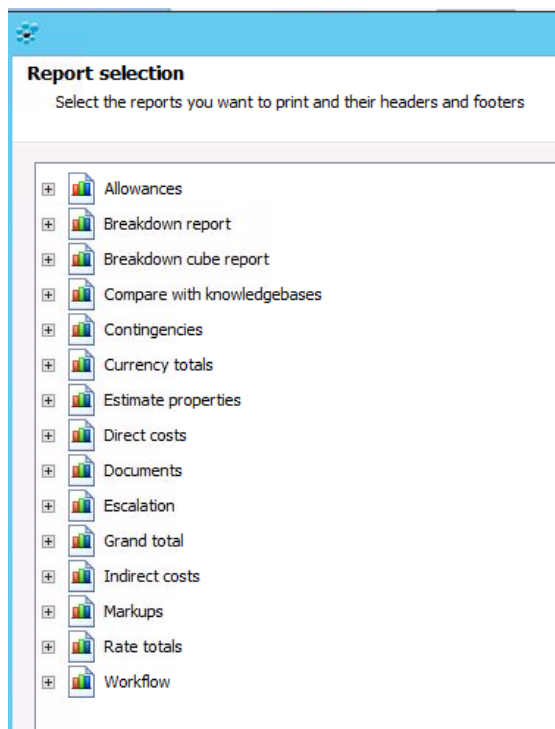 Report selection
Select the reports you want to print and their headers and footers
Allowances
Breakdown report
Breakdown cube report
Compare with knowledgebases
Contingencies
Currency totals
Estimate properties
Direct costs
Documents
Escalation
Grand total
Indirect costs
Markups
Rate totals
Workflow